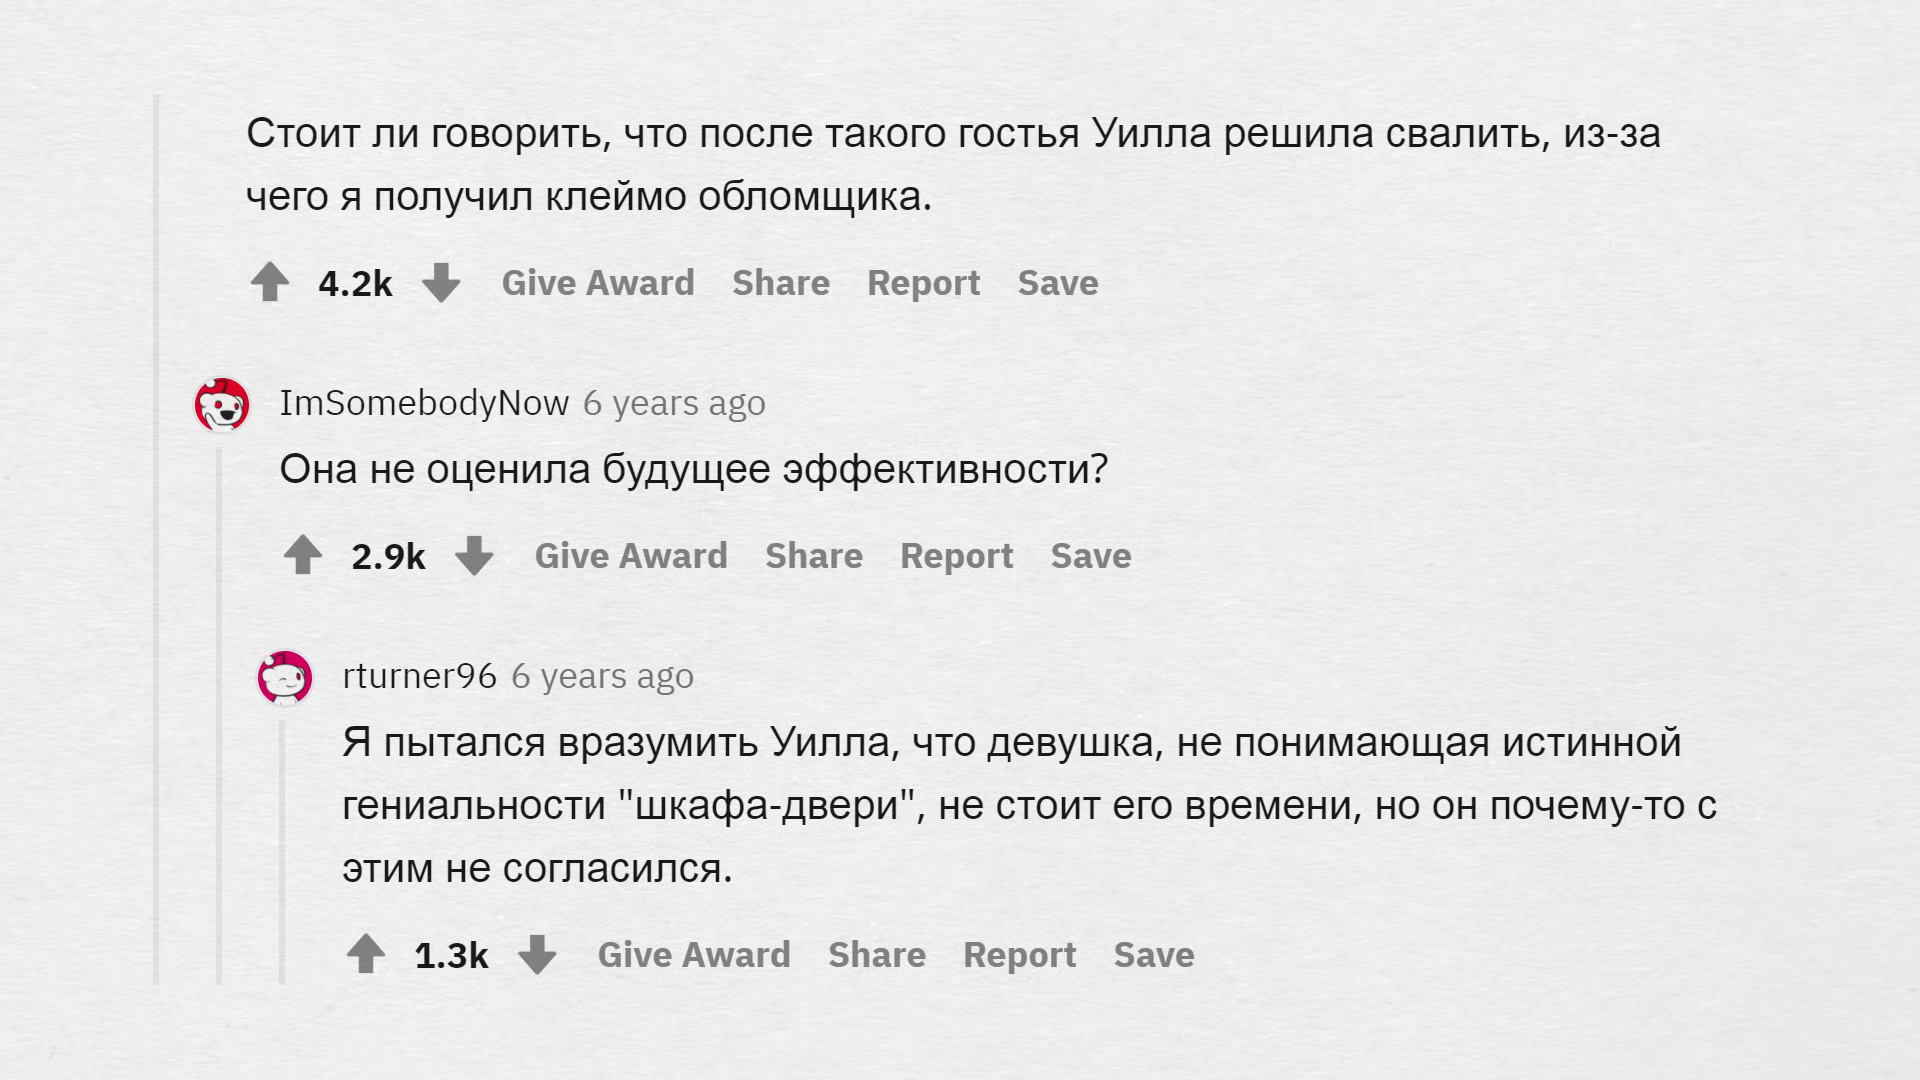 Стоит ли говорить, что после такого гостья Уилла решила свалить, из-за
чего я получил клеймо обломщика.
4.2k Give Award Share Report Save
ImSomebodyNow 6 years ago
Она не оценила будущее эффективности?
2.9k Give Award Share Report Save
rturner96 6 years ago
Я пытался вразумить Уилла, что девушка, не понимающая истинной
гениальности "шкафа-двери", не стоит его времени, но он почему-то с
этим не согласился.
1.3k Give Award Share Report Save